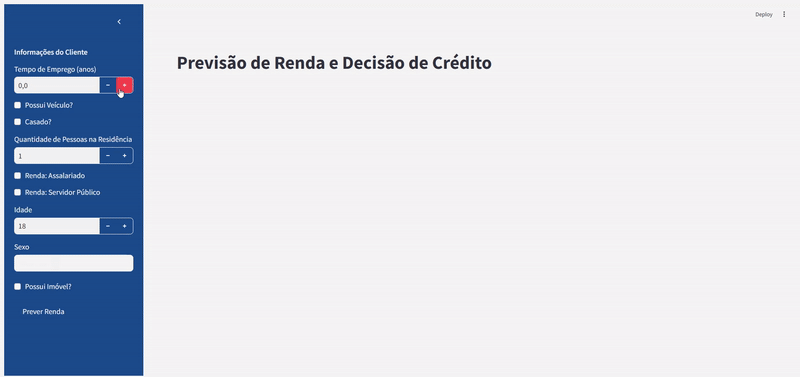 Deploy
Informações do Cliente
Tempo de Emprego (anos)
0,0
Possui Veículo?
Casado?
Quantidade de Pessoas na Residência
1
Renda: Assalariado
Renda: Servidor Público
Idade
18
Sexo
Possui Imóvel?
Prever Renda
Previsão de Renda e Decisão de Crédito